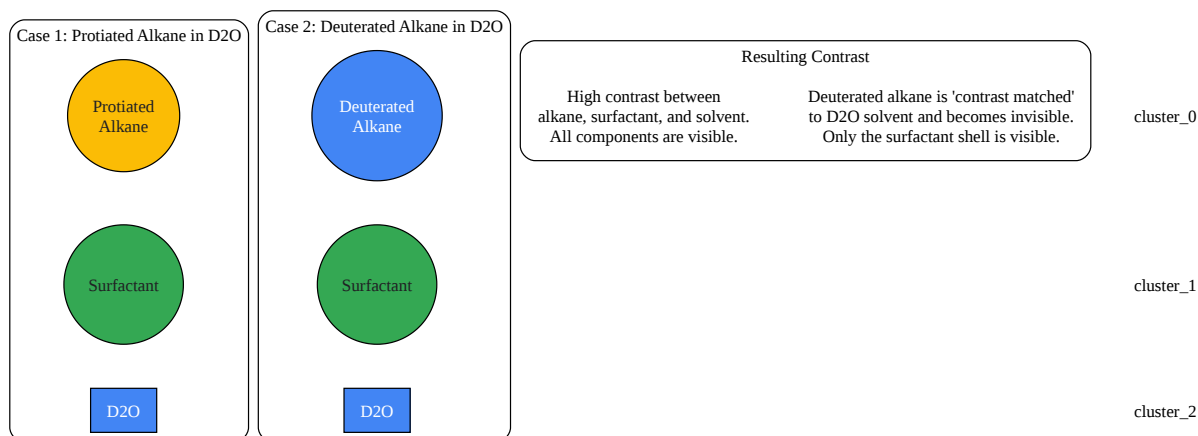 Case 1: Protiated Alkane in D2O
Protiated
Alkane
Surfactant
D2O
Case 2: Deuterated Alkane in D2O
Deuterated
Alkane
Surfactant
D2O
Resulting Contrast
High contrast between
alkane, surfactant, and solvent.
All components are visible.
Deuterated alkane is 'contrast matched'
to D2O solvent and becomes invisible.
Only the surfactant shell is visible.
cluster_0
cluster_1
cluster_2